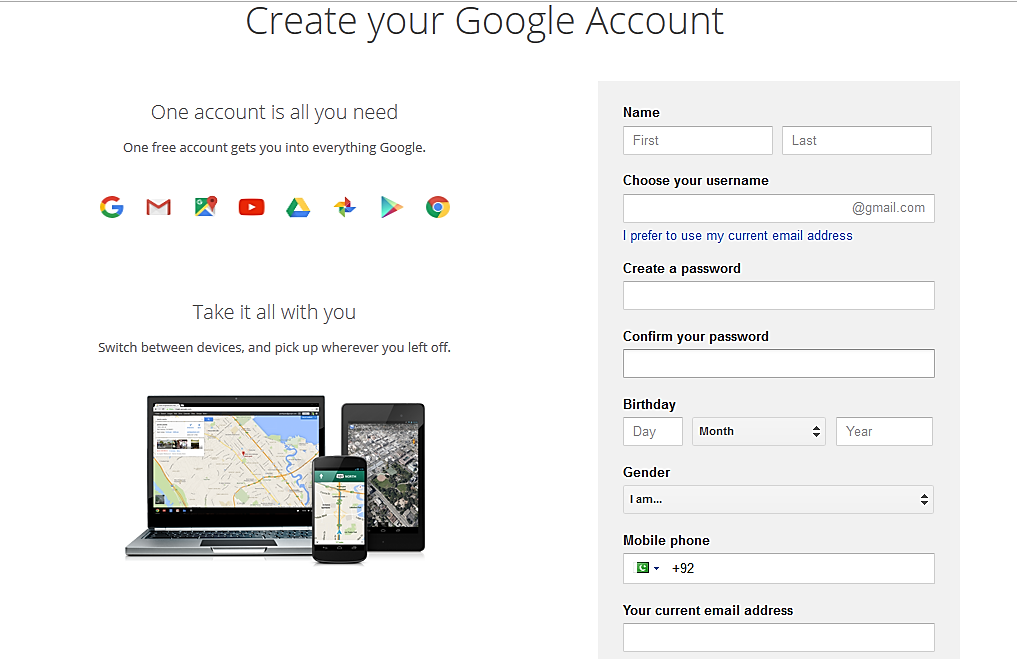 Create your Google Account
One account is all you need
One free account gets you into everything Google.
Take it all with you
Switch between devices, and pick up wherever you left off.
NORTH
Name
First Last
Choose your username
@gmail.com
I prefer to use my current email address
Create a password
Confirm your password
Birthday
Day Month Year
Gender
I am...
Mobile phone
+92
Your current email address